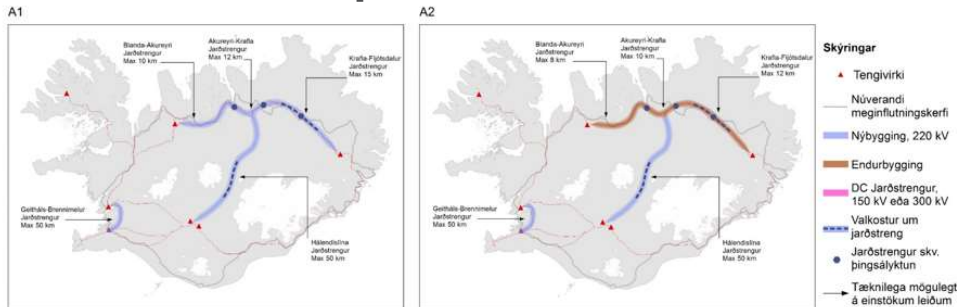 A1
Blanda-Akureyri
Jarðstrengur
Max 10 km
Akureyri-Krafla
Jarðstrengur
Max 12 km
Krafla-Fljótsdalur
Jarðstrengur
Max 15 km
Geitháls-Brennimelur
Jarðstrengur
Max 50 km
Hálendislína
Jarðstrengur
Max 50 km
A2
Blanda-Akureyri
Jarðstrengur
Max 8 km
Akureyri-Krafla
Jarðstrengur
Max 10 km
Krafla-Fljótsdalur
Jarðstrengur
Max 12 km
Geitháls-Brennimelur
Jarðstrengur
Max 50 km
Hálendislína
Jarðstrengur
Max 50 km
Skýringar
Tengivirki
Núverandi
meginflutningskerfi
Nýbygging, 220 kV
Endurbygging
DC Jarðstrengur,
150 kV eða 300 kV
Valkostur um
jarðstreng
Jarðstrengur skv.
þingsályktun
Tæknilega mögulegt
á einstökum leiðum